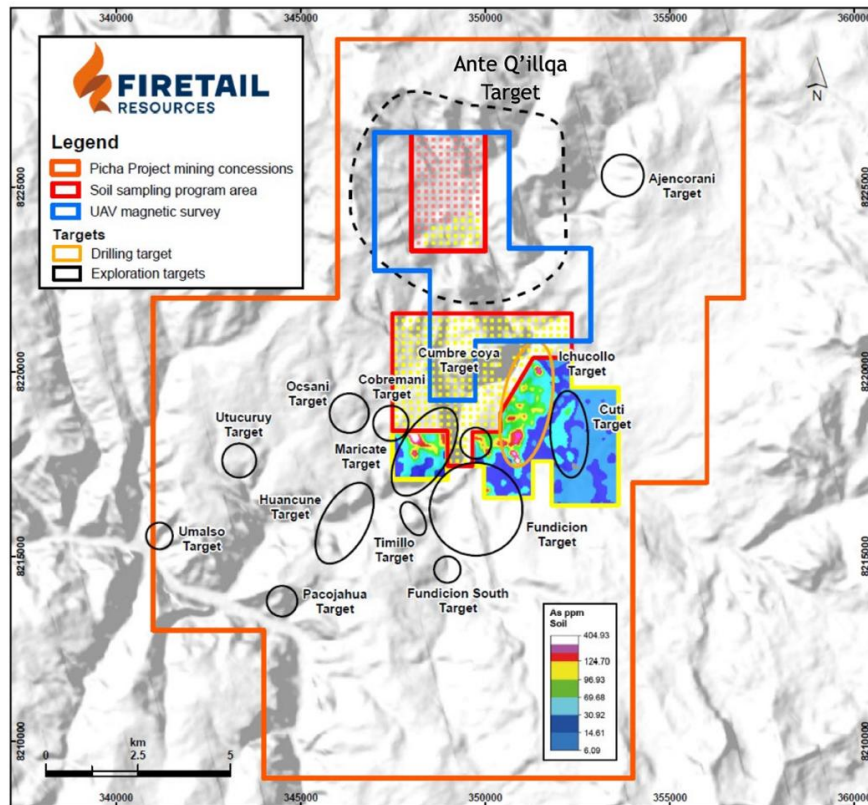 340000
345000
350000
355000
360000
FIRETAIL
RESOURCES
Legend
Picha Project mining concessions
Soil sampling program area
UAV magnetic survey
Targets
Drilling target
Exploration targets
Ante Q'illqa
Target
N
Ajencorani
Target
8225000
8225000
8220000
8220000
Cumbre coya
Target
Ichucollo
Target
Cobremani
Target
Ocsani
Target
Cuti
Target
Utucuruy
Target
Maricate
Target
Huancune
Target
Umalso
Target
Timillo
Target
Fundicion
Target
8215000
8215000
Pacojahua
Target
Fundicion South
Target
As ppm
Soil
404.93
124.70
96.93
69.68
30.92
14.61
6.09
8210000
8210000
km
0
2.5
5
340000
345000
350000
355000
360000